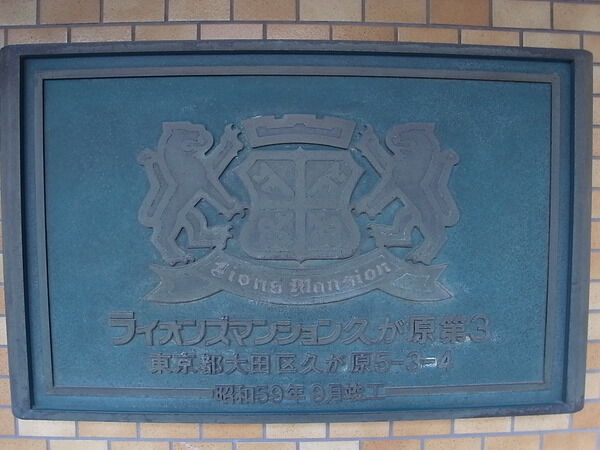 Lions Mansion
ライオンズマンション久が原第3
東京都大田区久が原5-3-4
昭和59年9月竣工